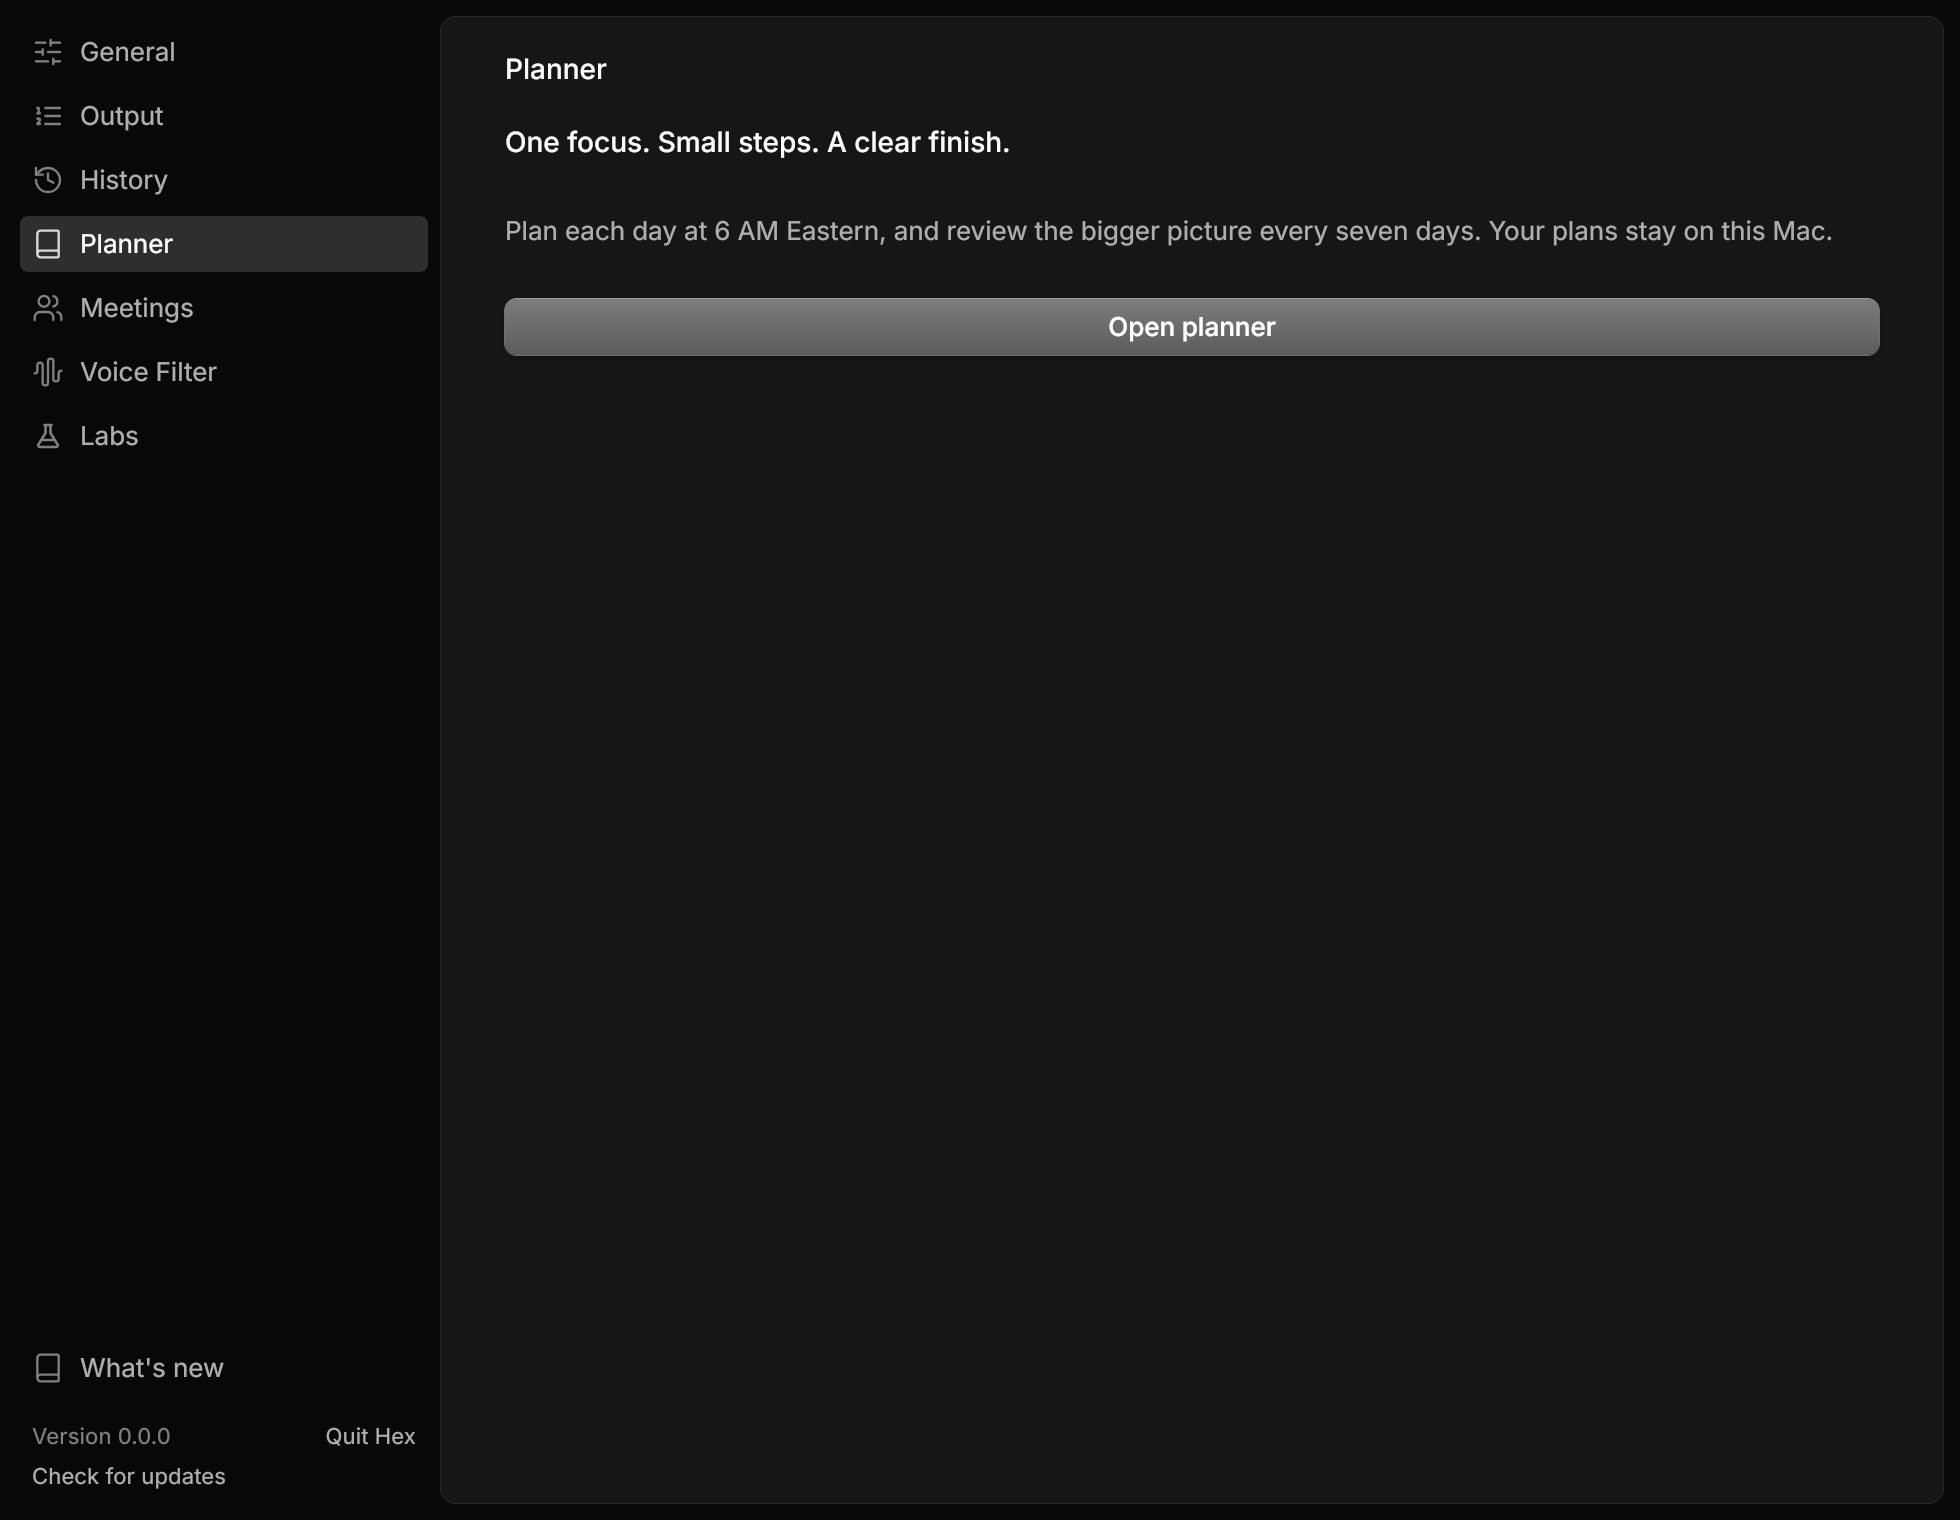 General
Output
History
Planner
Meetings
Voice Filter
Labs
What's new
Version 0.0.0
Quit Hex
Check for updates
Planner
One focus. Small steps. A clear finish.
Plan each day at 6 AM Eastern, and review the bigger picture every seven days. Your plans stay on this Mac.
Open planner